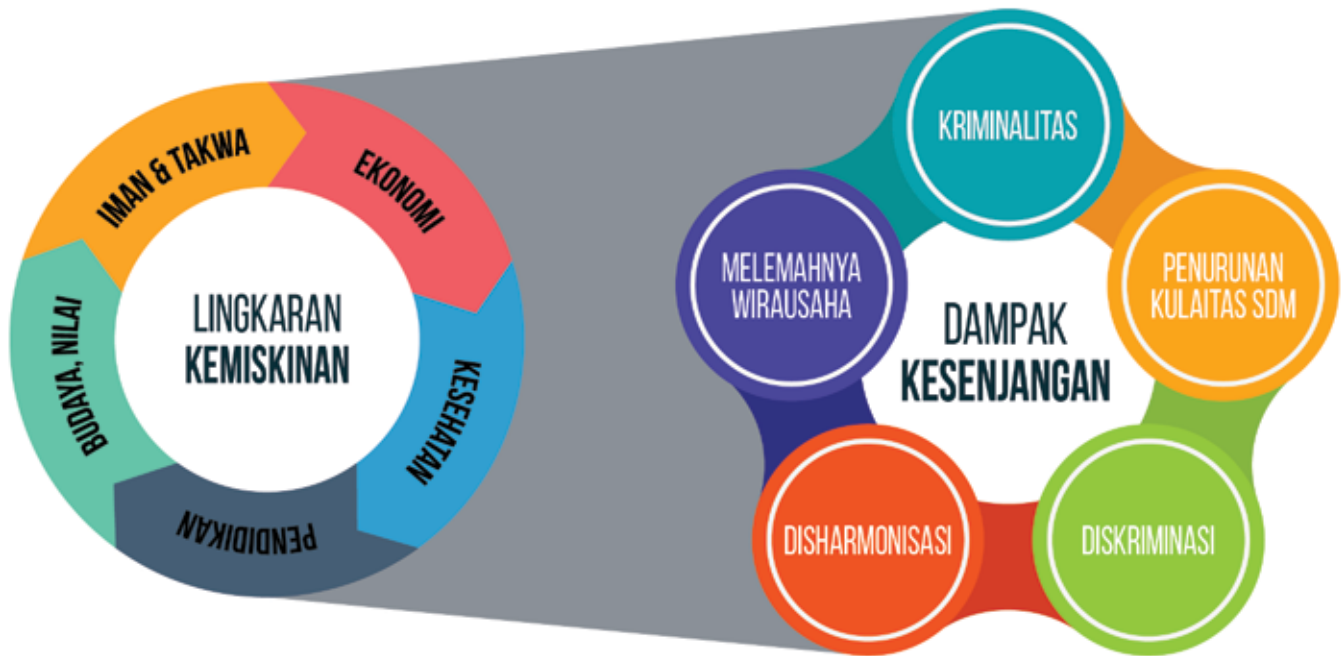 IMAN & TAKWA
EKONOMI
KESEHATAN
PENDIDIKAN
BUDAYA, NILAI
LINGKARAN
KEMISKINAN
KRIMINALITAS
PENURUNAN
KULAITAS SDM
DISKRIMINASI
DISHARMONISASI
MELEMAHNYA
WIRAUSAHA
DAMPAK
KESENJANGAN